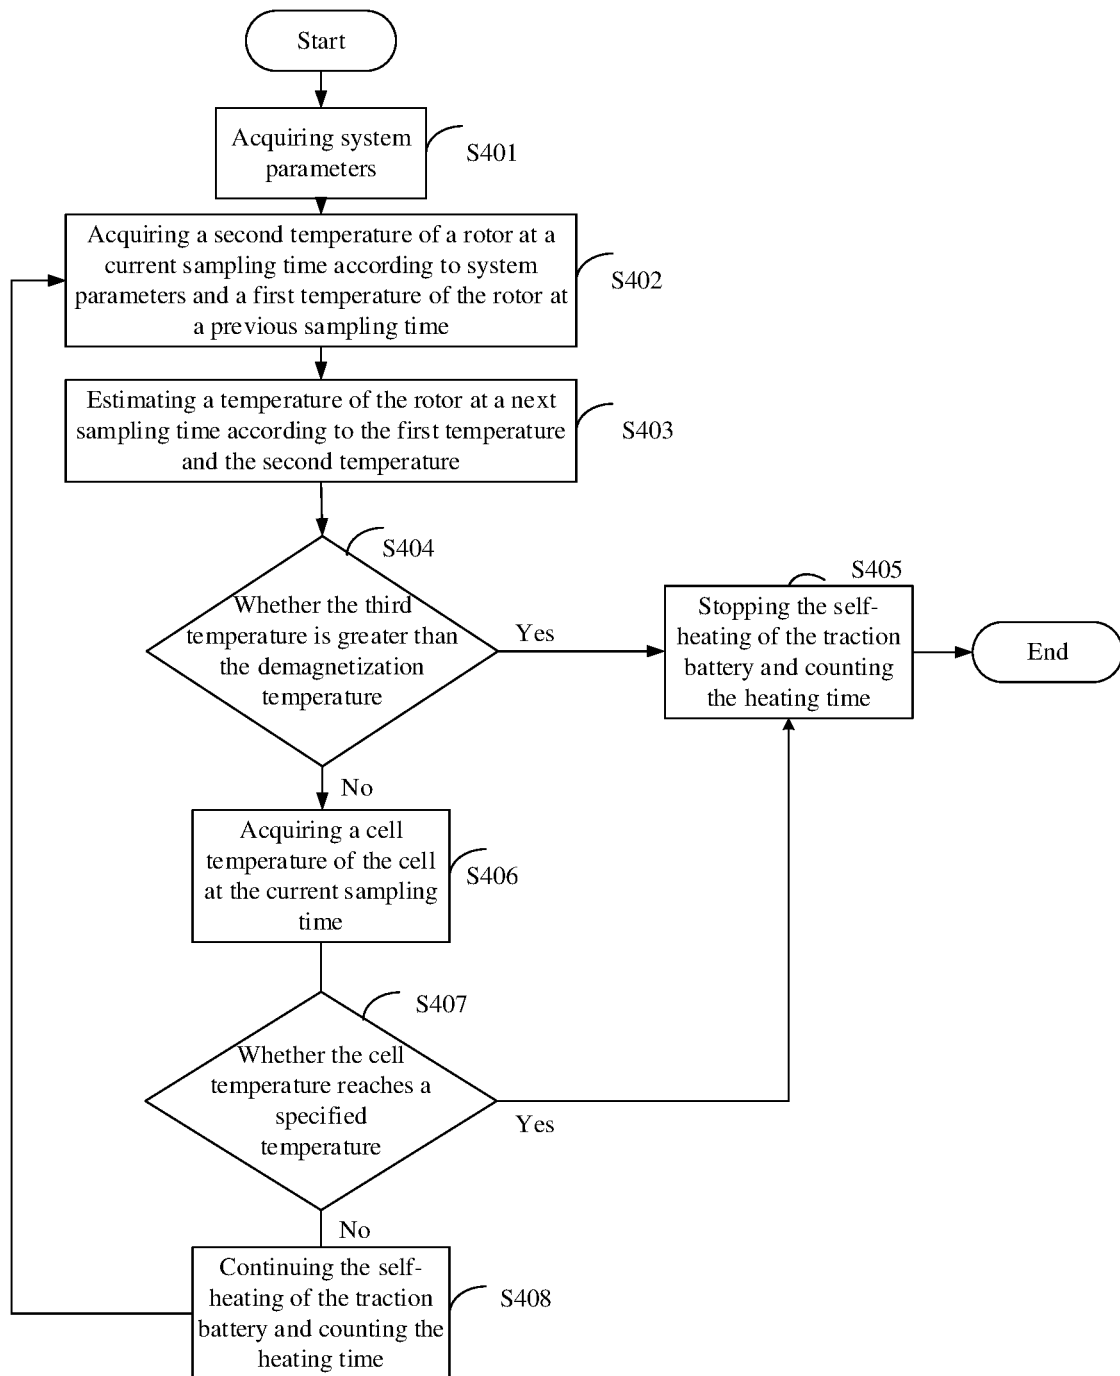 Start
Acquiring system
parameters
S401
Acquiring a second temperature of a rotor at a
current sampling time according to system
parameters and a first temperature of the rotor at
a previous sampling time
S402
Estimating a temperature of the rotor at a next
sampling time according to the first temperature
and the second temperature
S403
S404
Whether the third
temperature is greater than
the demagnetization
temperature
Yes
S405
Stopping the self-
heating of the traction
battery and counting
the heating time
End
No
Acquiring a cell
temperature of the cell
at the current sampling
time
S406
S407
Whether the cell
temperature reaches a
specified
temperature
Yes
No
Continuing the self-
heating of the traction
battery and counting the
heating time
S408